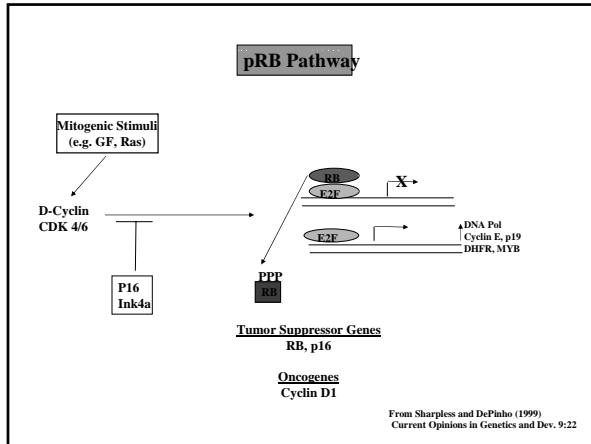 pRB Pathway
Mitogenic Stimuli
(e.g. GF, Ras)
D-Cyclin
CDK 4/6
P16
Ink4a
RB
E2F
X
E2F
DNA Pol
Cyclin E, p19
DHFR, MYB
PPP
RB
Tumor Suppressor Genes
RB, p16
Oncogenes
Cyclin D1
From Sharpless and DePinho (1999)
Current Opinions in Genetics and Dev. 9:22